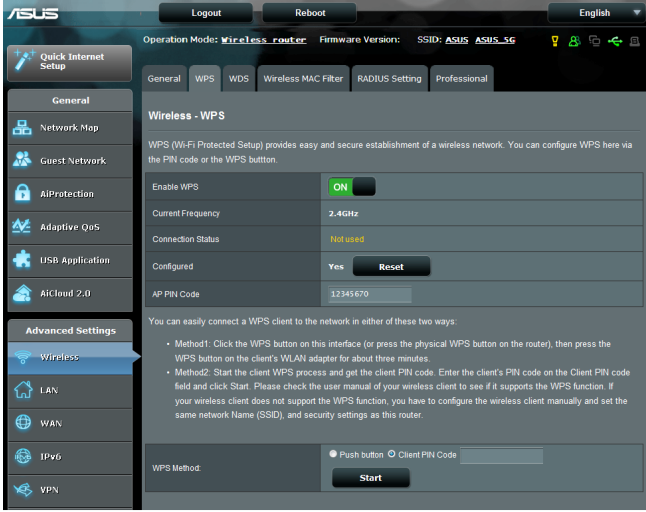 ASUS
Logout
Reboot
English
Operation Mode: Wireless router Firmware Version: SSID: ASUS ASUS_5G
Quick Internet
Setup
General
Network Map
Guest Network
AiProtection
Adaptive QoS
USB Application
AiCloud 2.0
Advanced Settings
Wireless
LAN
WAN
IPv6
VPN
General WPS WDS Wireless MAC Filter RADIUS Setting Professional
Wireless - WPS
WPS (Wi-Fi Protected Setup) provides easy and secure establishment of a wireless network. You can configure WPS here via
the PIN code or the WPS buttton.
Enable WPS ON
Current Frequency 2.4GHz
Connection Status Not used
Configured Yes Reset
AP PIN Code 12345670
You can easily connect a WPS client to the network in either of these two ways:
• Method1: Click the WPS button on this interface (or press the physical WPS button on the router), then press the
WPS button on the client's WLAN adapter for about three minutes.
• Method2: Start the client WPS process and get the client PIN code. Enter the client's PIN code on the Client PIN code
field and click Start. Please check the user manual of your wireless client to see if it supports the WPS function. If
your wireless client does not support the WPS function, you have to configure the wireless client manually and set the
same network Name (SSID), and security settings as this router.
WPS Method: Push button Client PIN Code
Start